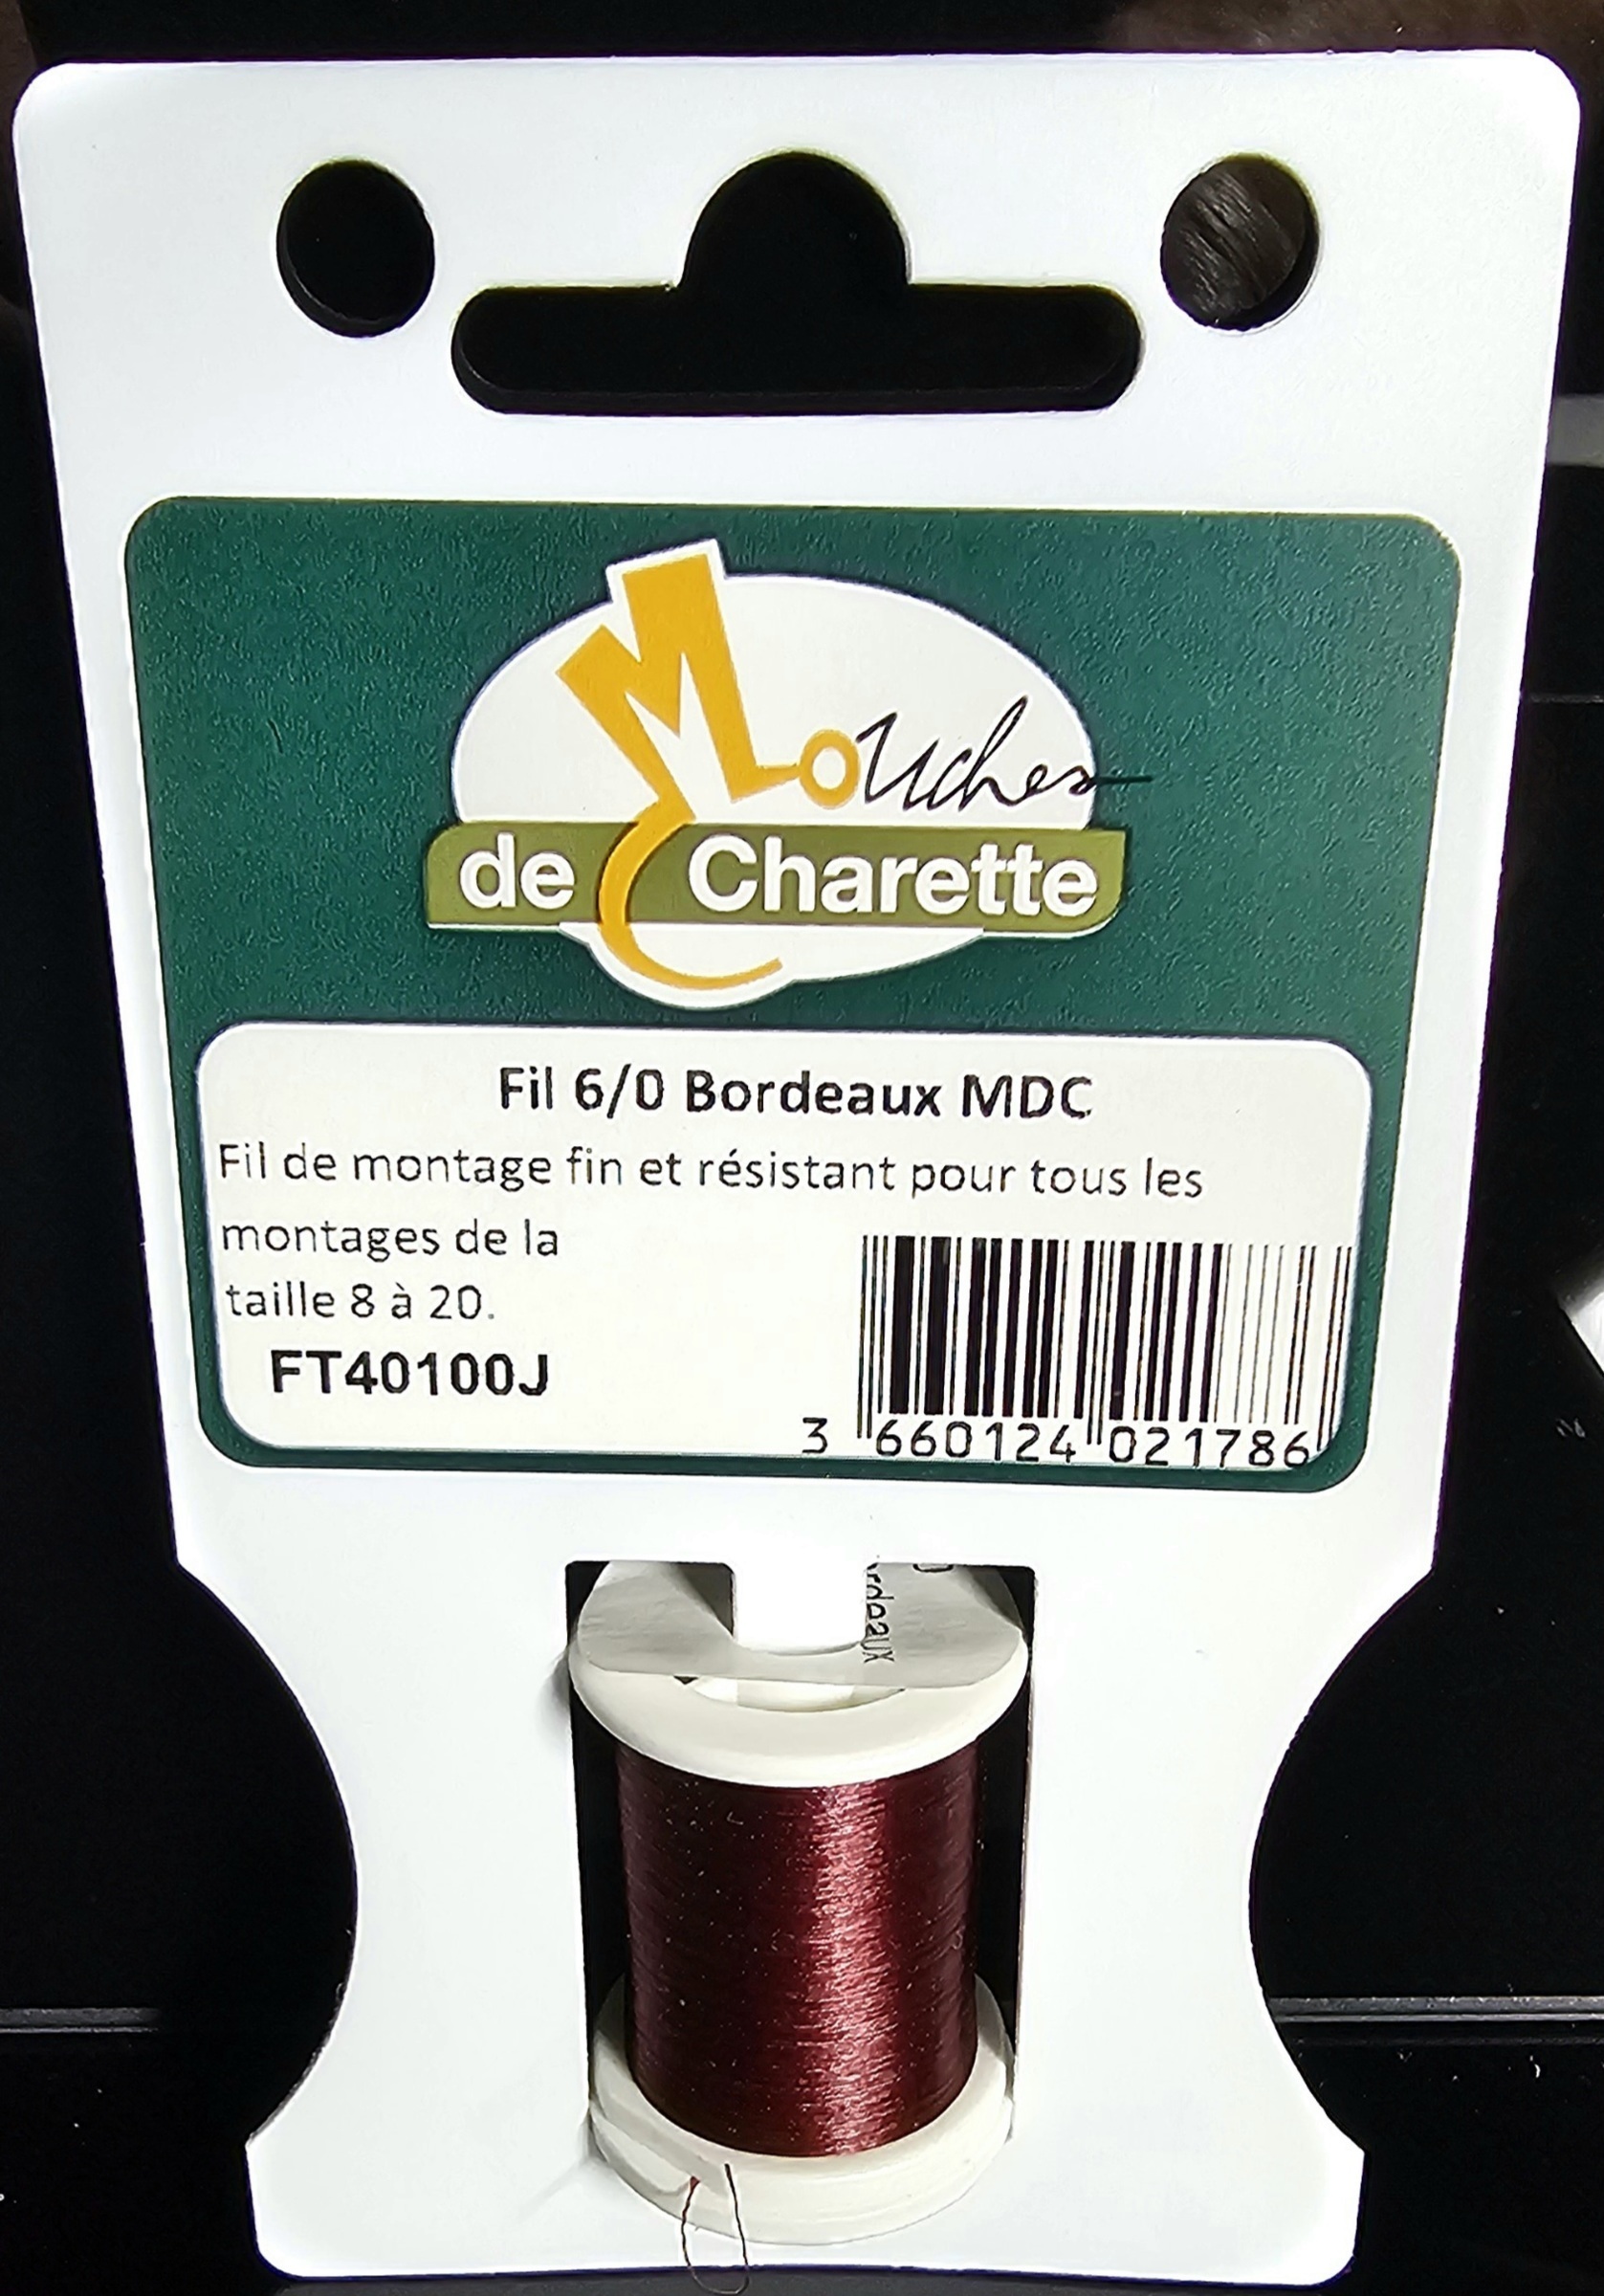 Mouches
de Charette
Fil 6/0 Bordeaux MDC
Fil de montage fin et résistant pour tous les
montages de la
taille 8 à 20.
FT40100J
3 660124 021786